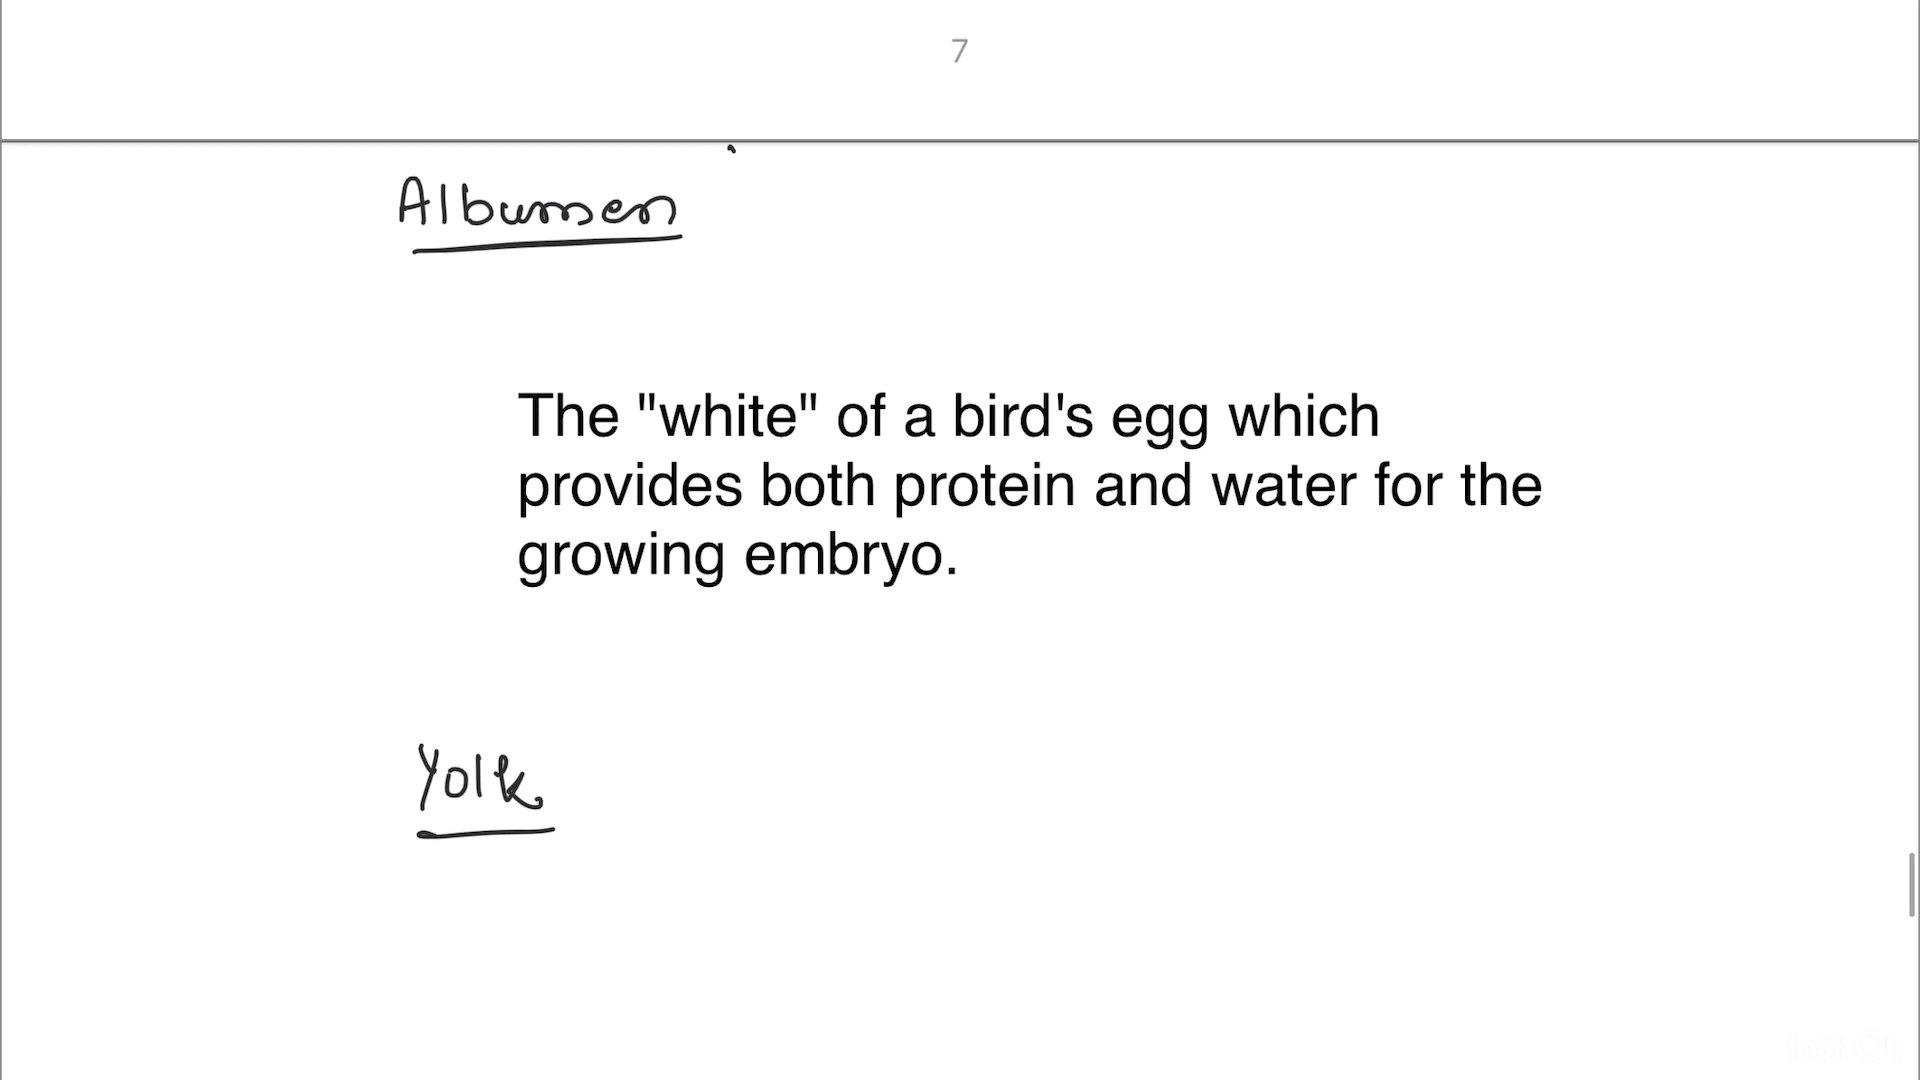 7
Albumen
The "white" of a bird's egg which
provides both protein and water for the
growing embryo.
Yolk